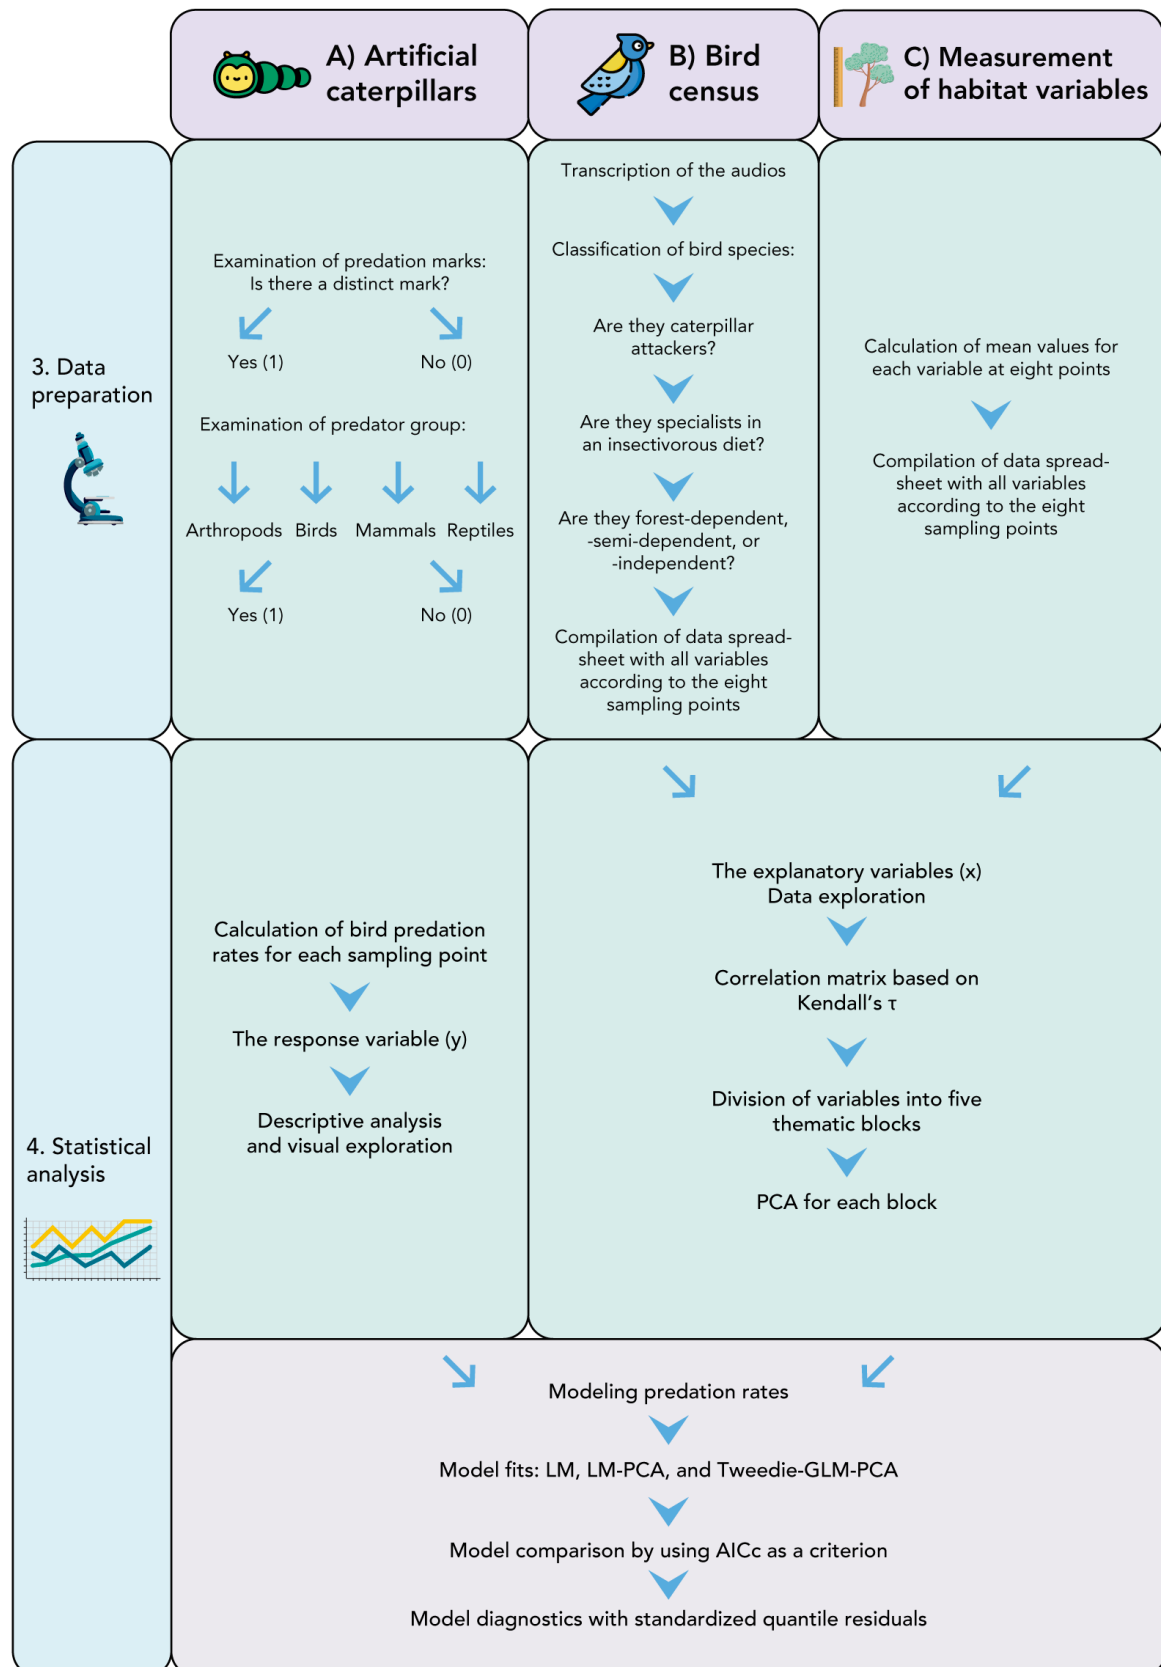 A) Artificial
caterpillars
B) Bird
census
C) Measurement
of habitat variables
3. Data
preparation
Examination of predation marks:
Is there a distinct mark?
Yes (1)
No (0)
Examination of predator group:
Arthropods
Birds
Mammals
Reptiles
Yes (1)
No (0)
Transcription of the audios
Classification of bird species:
Are they caterpillar
attackers?
Are they specialists in
an insectivorous diet?
Are they forest-dependent,
-semi-dependent, or
-independent?
Compilation of data spread-
sheet with all variables
according to the eight
sampling points
Calculation of mean values for
each variable at eight points
Compilation of data spread-
sheet with all variables
according to the eight
sampling points
4. Statistical
analysis
Calculation of bird predation
rates for each sampling point
The response variable (y)
Descriptive analysis
and visual exploration
The explanatory variables (x)
Data exploration
Correlation matrix based on
Kendall's τ
Division of variables into five
thematic blocks
PCA for each block
Modeling predation rates
Model fits: LM, LM-PCA, and Tweedie-GLM-PCA
Model comparison by using AICc as a criterion
Model diagnostics with standardized quantile residuals